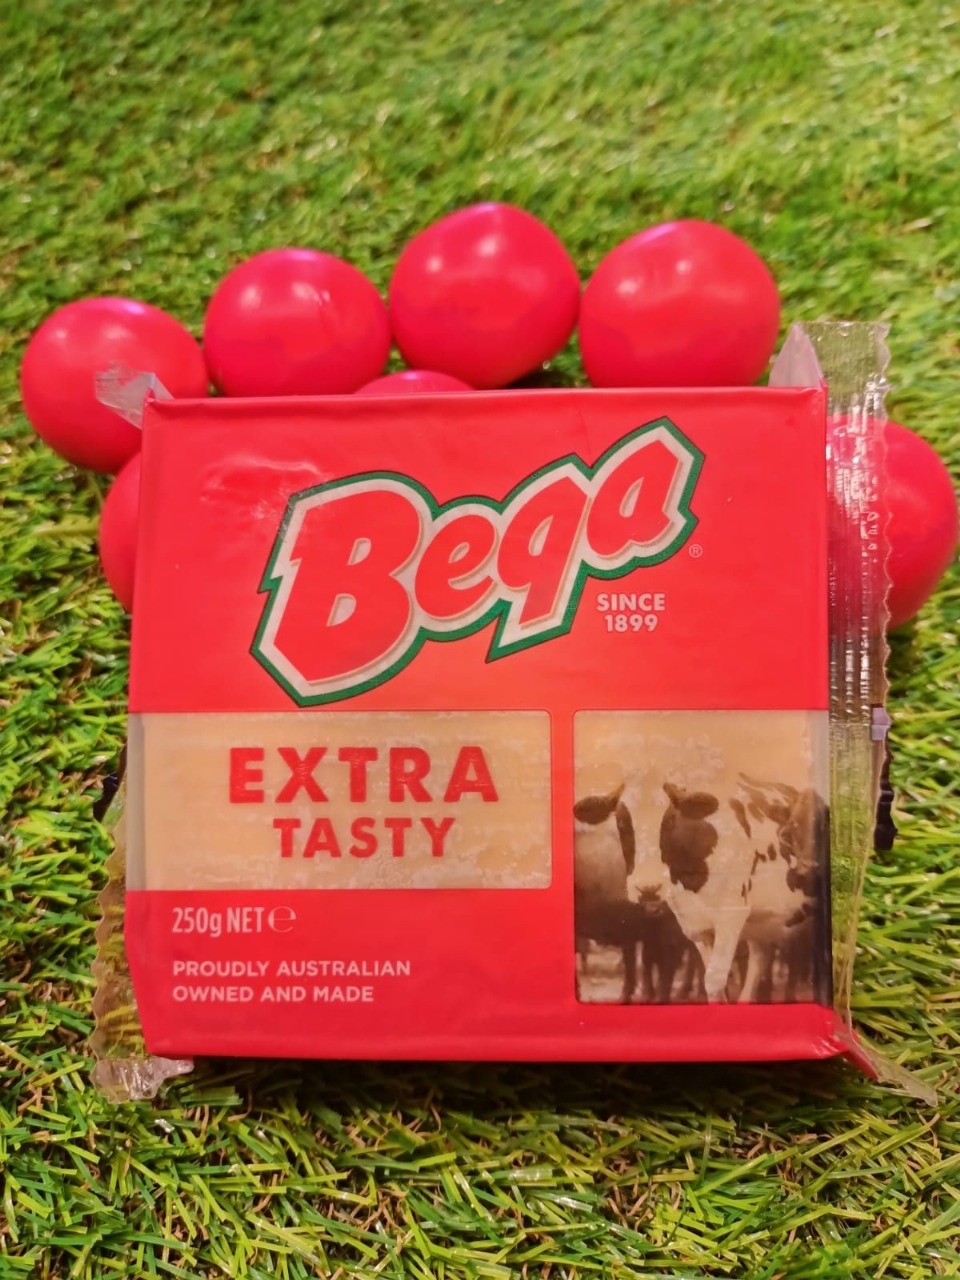 Bega
®
SINCE
1899
EXTRA
TASTY
250g NET ℮
PROUDLY AUSTRALIAN
OWNED AND MADE